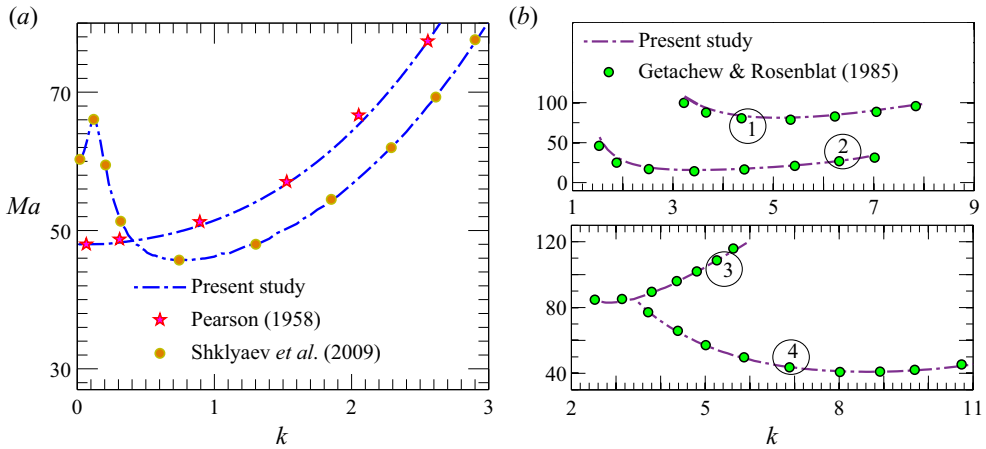 (a)
70
50
30
Ma
0 1 2 3
k
Present study
Pearson (1958)
Shklyaev et al. (2009)
(b)
Present study
Getachew & Rosenblat (1985)
100
50
0
1 3 5 7 9
1
2
120
80
40
2 5 8 11
k
3
4